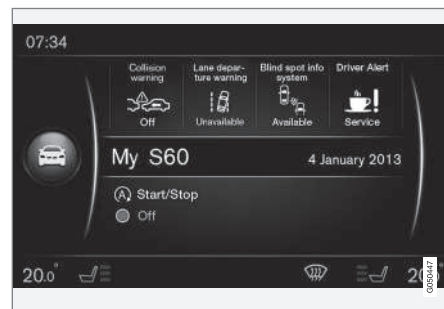 07:34
Collision warning
Off
Lane depar-
ture warning
Unavailable
Blind spot info
system
Available
Driver Alert
Service
My S60
4 January 2013
Start/Stop
Off
20.0°
G050447